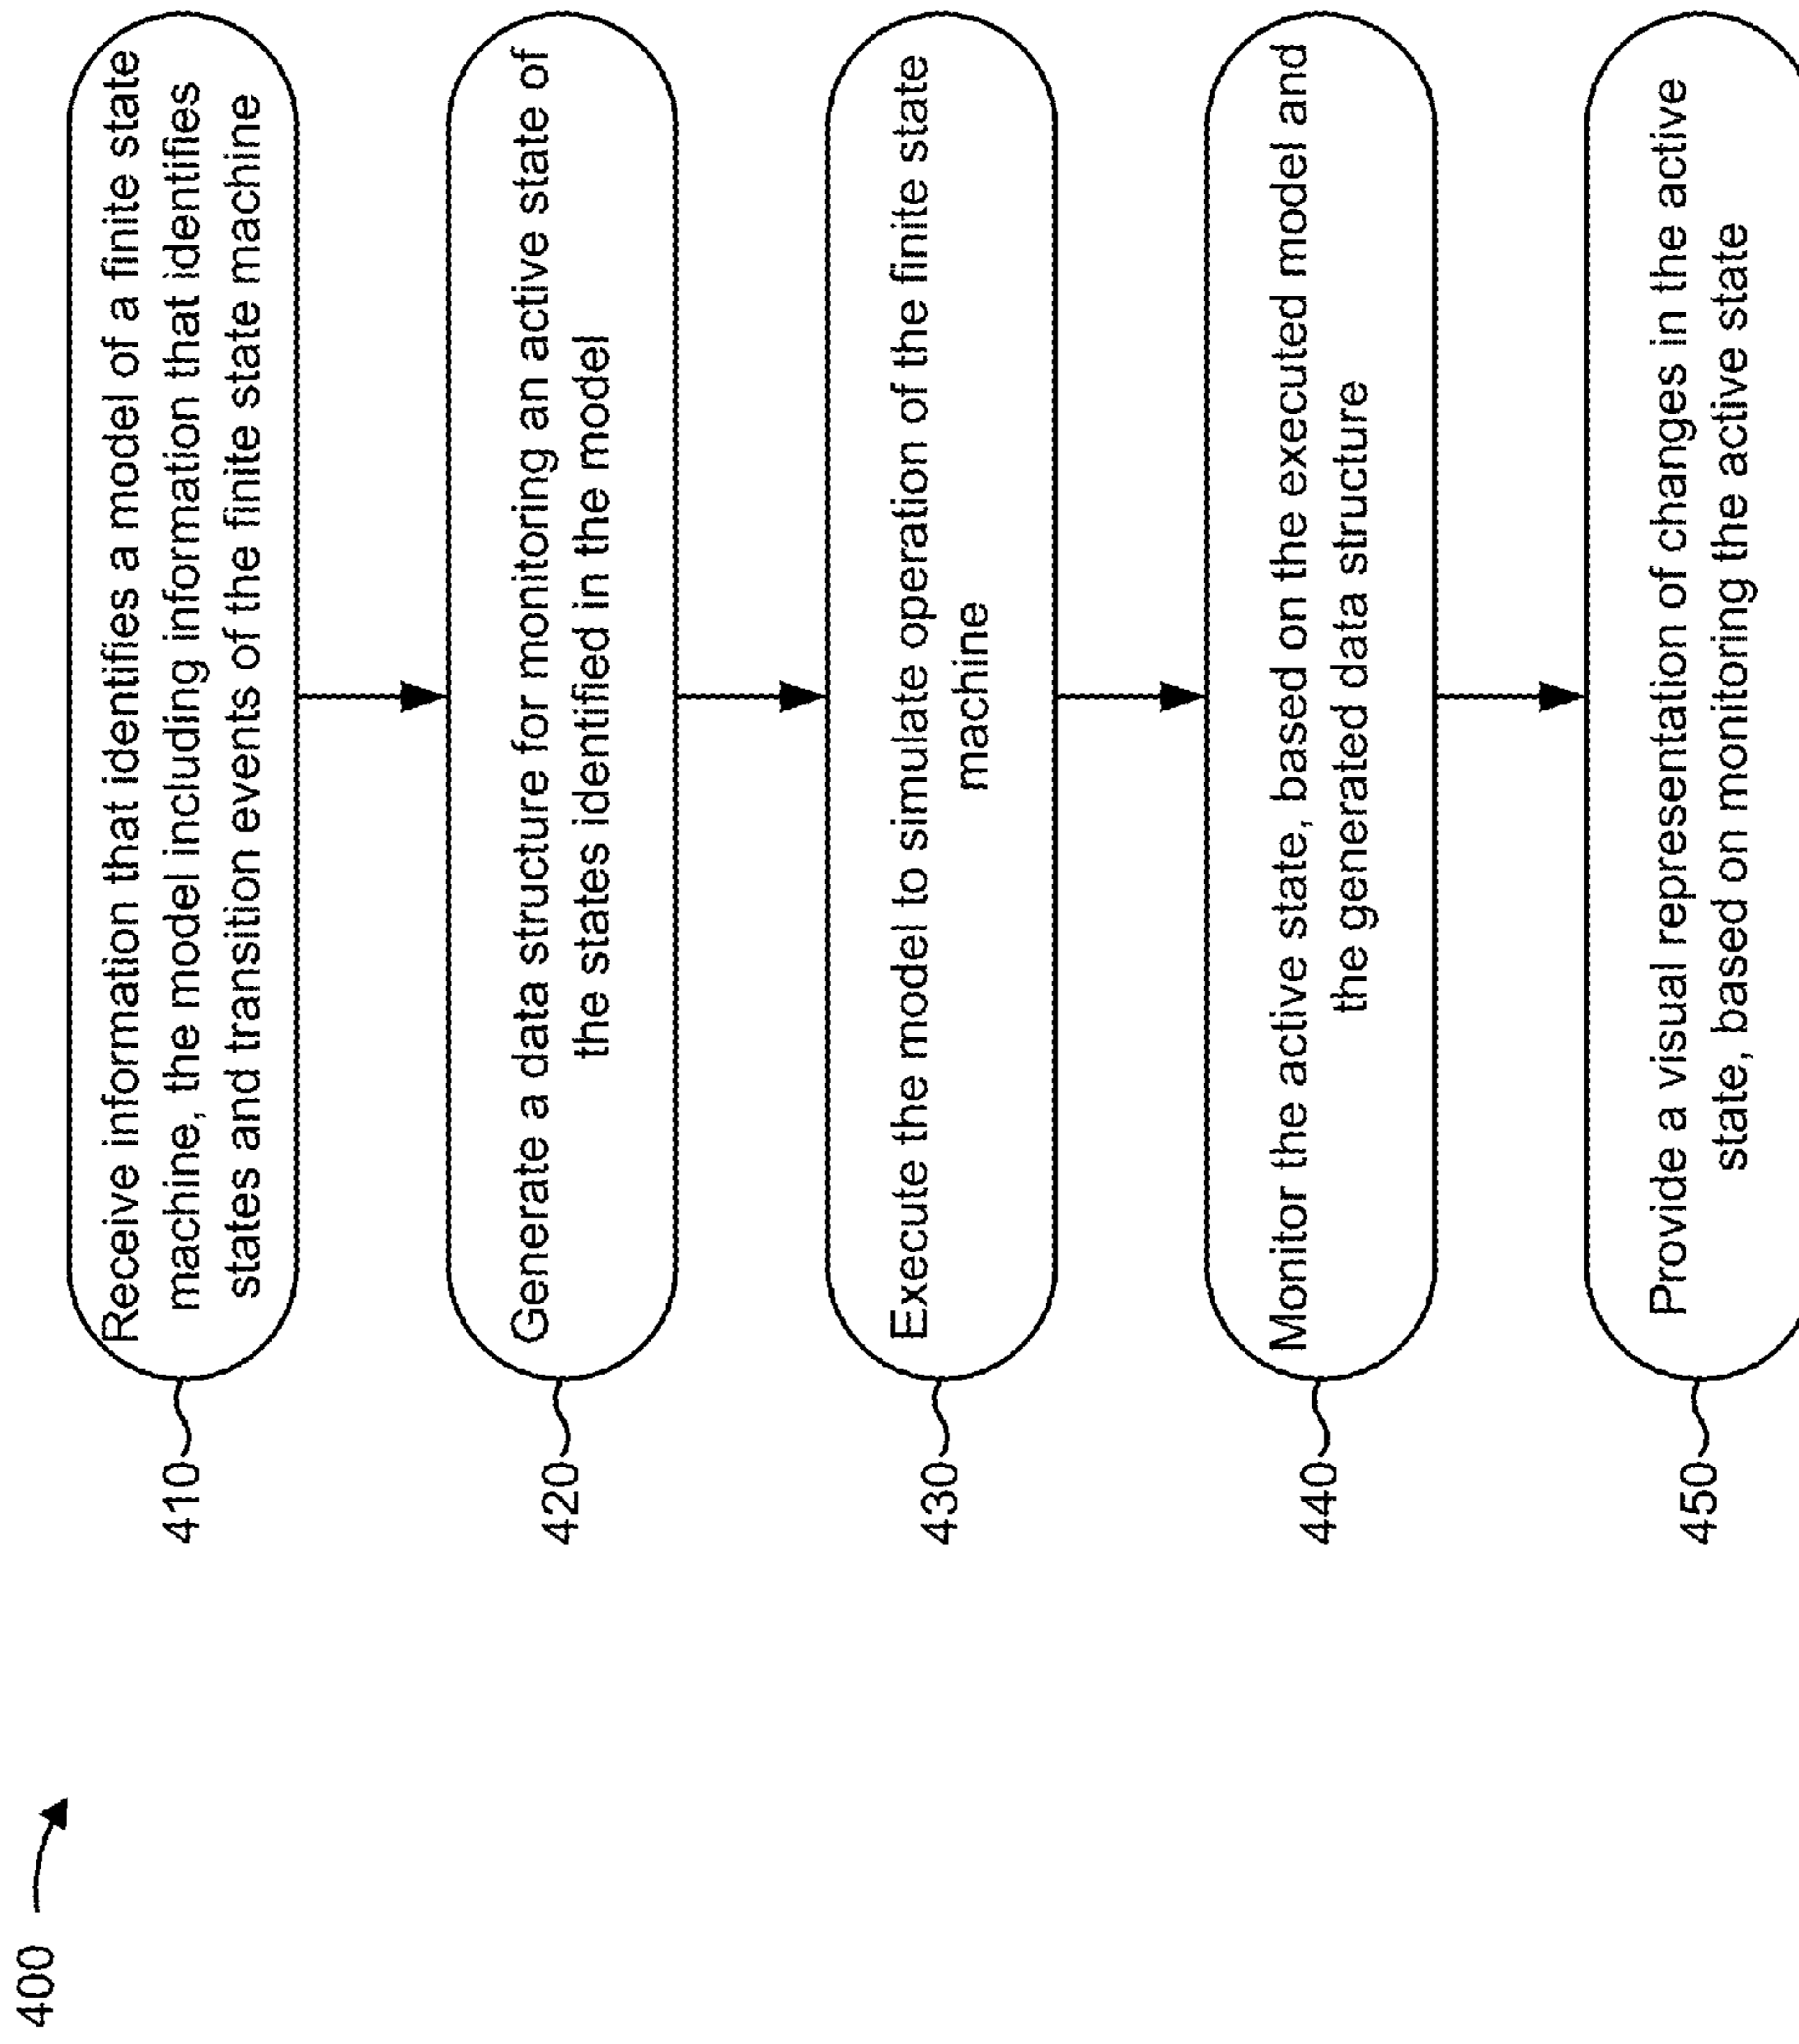 400
410
Receive information that identifies a model of a finite state
machine, the model including information that identifies
states and transition events of the finite state machine
420
Generate a data structure for monitoring an active state of
the states identified in the model
430
Execute the model to simulate operation of the finite state
machine
440
Monitor the active state, based on the executed model and
the generated data structure
450
Provide a visual representation of changes in the active
state, based on monitoring the active state